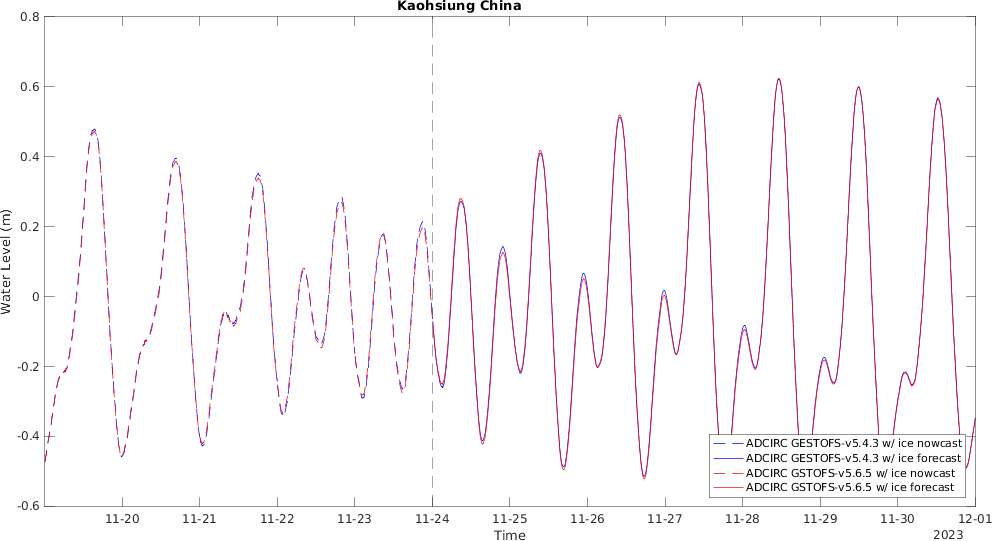 Kaohsiung China
0.8
0.6
0.4
0.2
0
-0.2
-0.4
-0.6
Water Level (m)
ADCIRC GESTOFS-v5.4.3 w/ ice nowcast
ADCIRC GESTOFS-v5.4.3 w/ ice forecast
ADCIRC GSTOFS-v5.6.5 w/ ice nowcast
ADCIRC GSTOFS-v5.6.5 w/ ice forecast
11-20 11-21 11-22 11-23 11-24 11-25 11-26 11-27 11-28 11-29 11-30 12-01
Time
2023